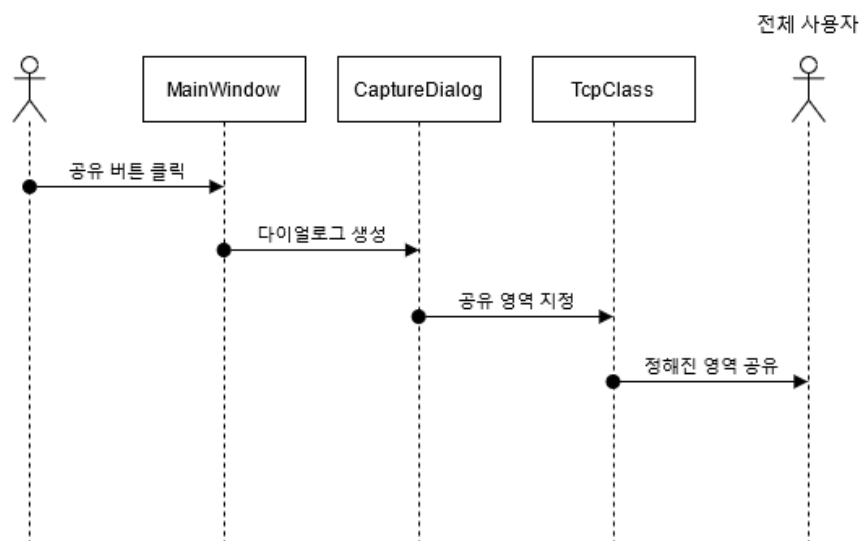 전체 사용자
MainWindow
CaptureDialog
TcpClass
공유 버튼 클릭
다이얼로그 생성
공유 영역 지정
정해진 영역 공유